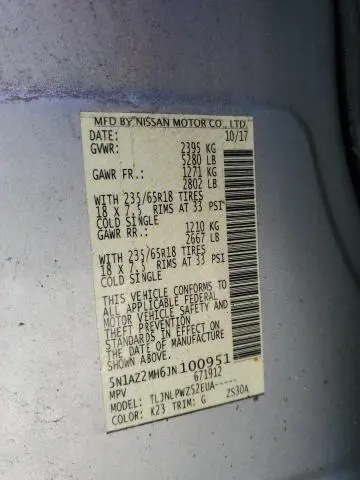 MFD BY NISSAN MOTOR CO., LTD.
DATE: 10/17
GVWR: 2395 KG
5280 LB
GAWR FR.: 1271 KG
2802 LB
WITH 235/65R18 TIRES
18 X 7.5 RIMS AT 33 PSI
COLD SINGLE
GAWR RR.: 1210 KG
2667 LB
WITH 235/65R18 TIRES
18 X 7.5 RIMS AT 33 PSI
COLD SINGLE
THIS VEHICLE CONFORMS TO
ALL APPLICABLE FEDERAL
MOTOR VEHICLE SAFETY AND
THEFT PREVENTION
STANDARDS IN EFFECT ON
THE DATE OF MANUFACTURE
SHOWN ABOVE.
5N1AZ2MH6JN100951
MPV 671912
MODEL: TLJNLPWZ52EUA-----
COLOR: K23 TRIM: G ZS30A